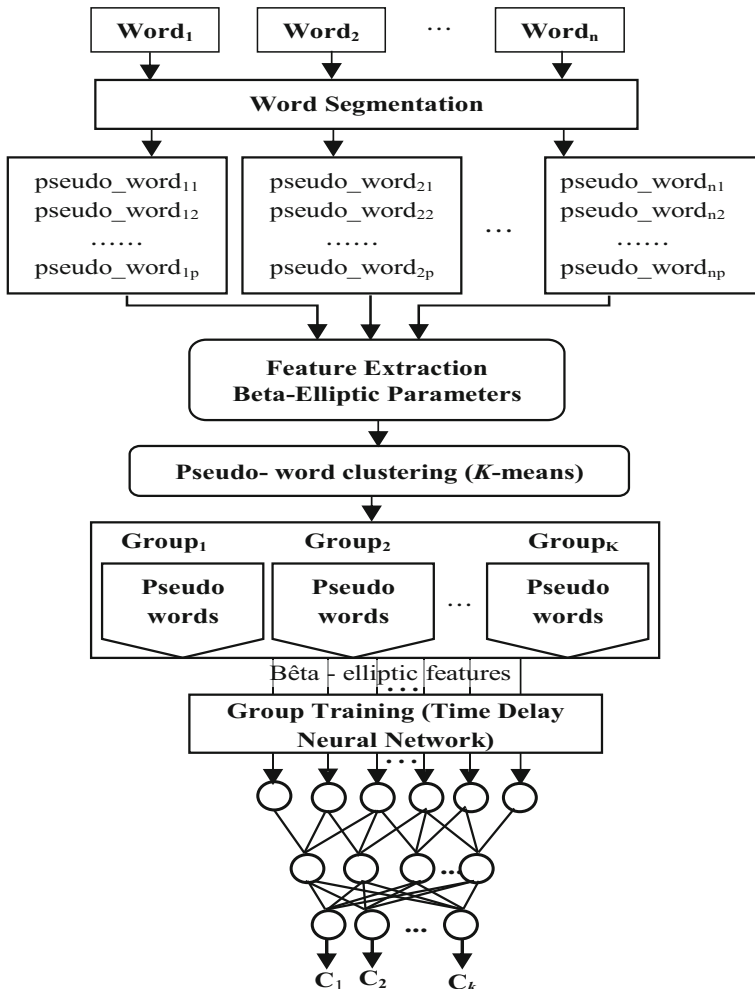 Word₁ Word₂ ... Wordₙ
Word Segmentation
pseudo_word₁₁ pseudo_word₂₁ pseudo_wordₙ₁
pseudo_word₁₂ pseudo_word₂₂ pseudo_wordₙ₂
...... ...... ... ......
pseudo_word₁ₚ pseudo_word₂ₚ pseudo_wordₙₚ
Feature Extraction
Beta-Elliptic Parameters
Pseudo- word clustering (K-means)
Group₁ Group₂ Group_K
Pseudo Pseudo ... Pseudo
words words words
Bêta - elliptic features
...
Group Training (Time Delay
Neural Network)
...
...
...
C₁ C₂ Cₖ